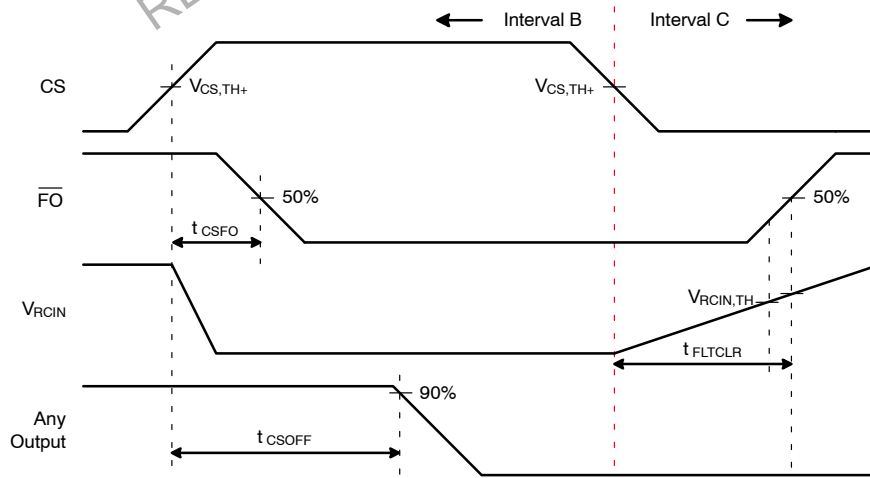 Interval B Interval C
CS VCS,TH+ VCS,TH+
FO 50% 50%
t CSFO
VRCIN VRCIN,TH
t FLTCLR
Any
Output 90%
t CSOFF